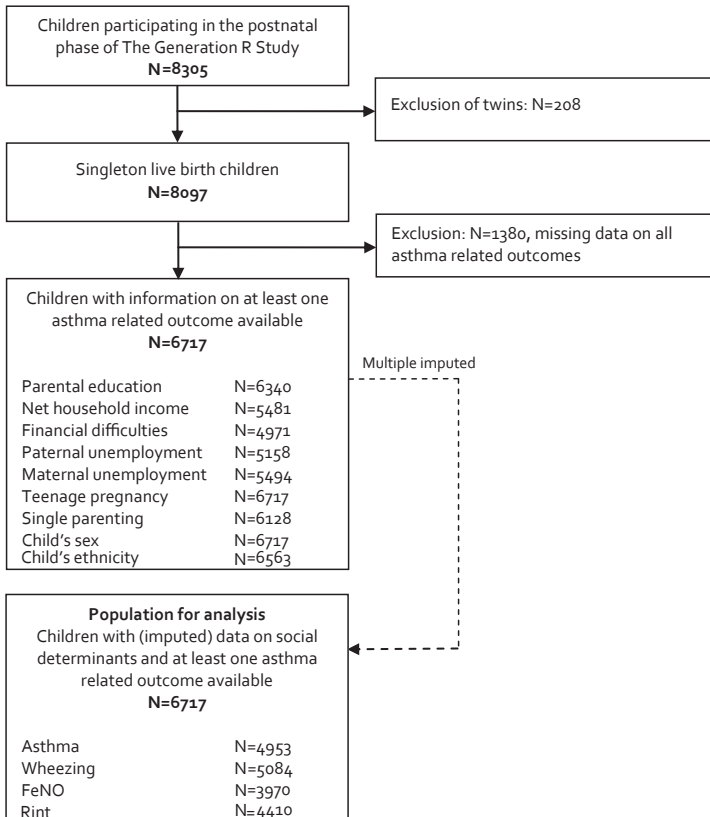 Children participating in the postnatal
phase of The Generation R Study
N=8305
Exclusion of twins: N=208
Singleton live birth children
N=8097
Exclusion: N=1380, missing data on all
asthma related outcomes
Children with information on at least one
asthma related outcome available
N=6717
Multiple imputed
Parental education N=6340
Net household income N=5481
Financial difficulties N=4971
Paternal unemployment N=5158
Maternal unemployment N=5494
Teenage pregnancy N=6717
Single parenting N=6128
Child's sex N=6717
Child's ethnicity N=6563
Population for analysis
Children with (imputed) data on social
determinants and at least one asthma
related outcome available
N=6717
Asthma N=4953
Wheezing N=5084
FeNO N=3970
Rint N=4410